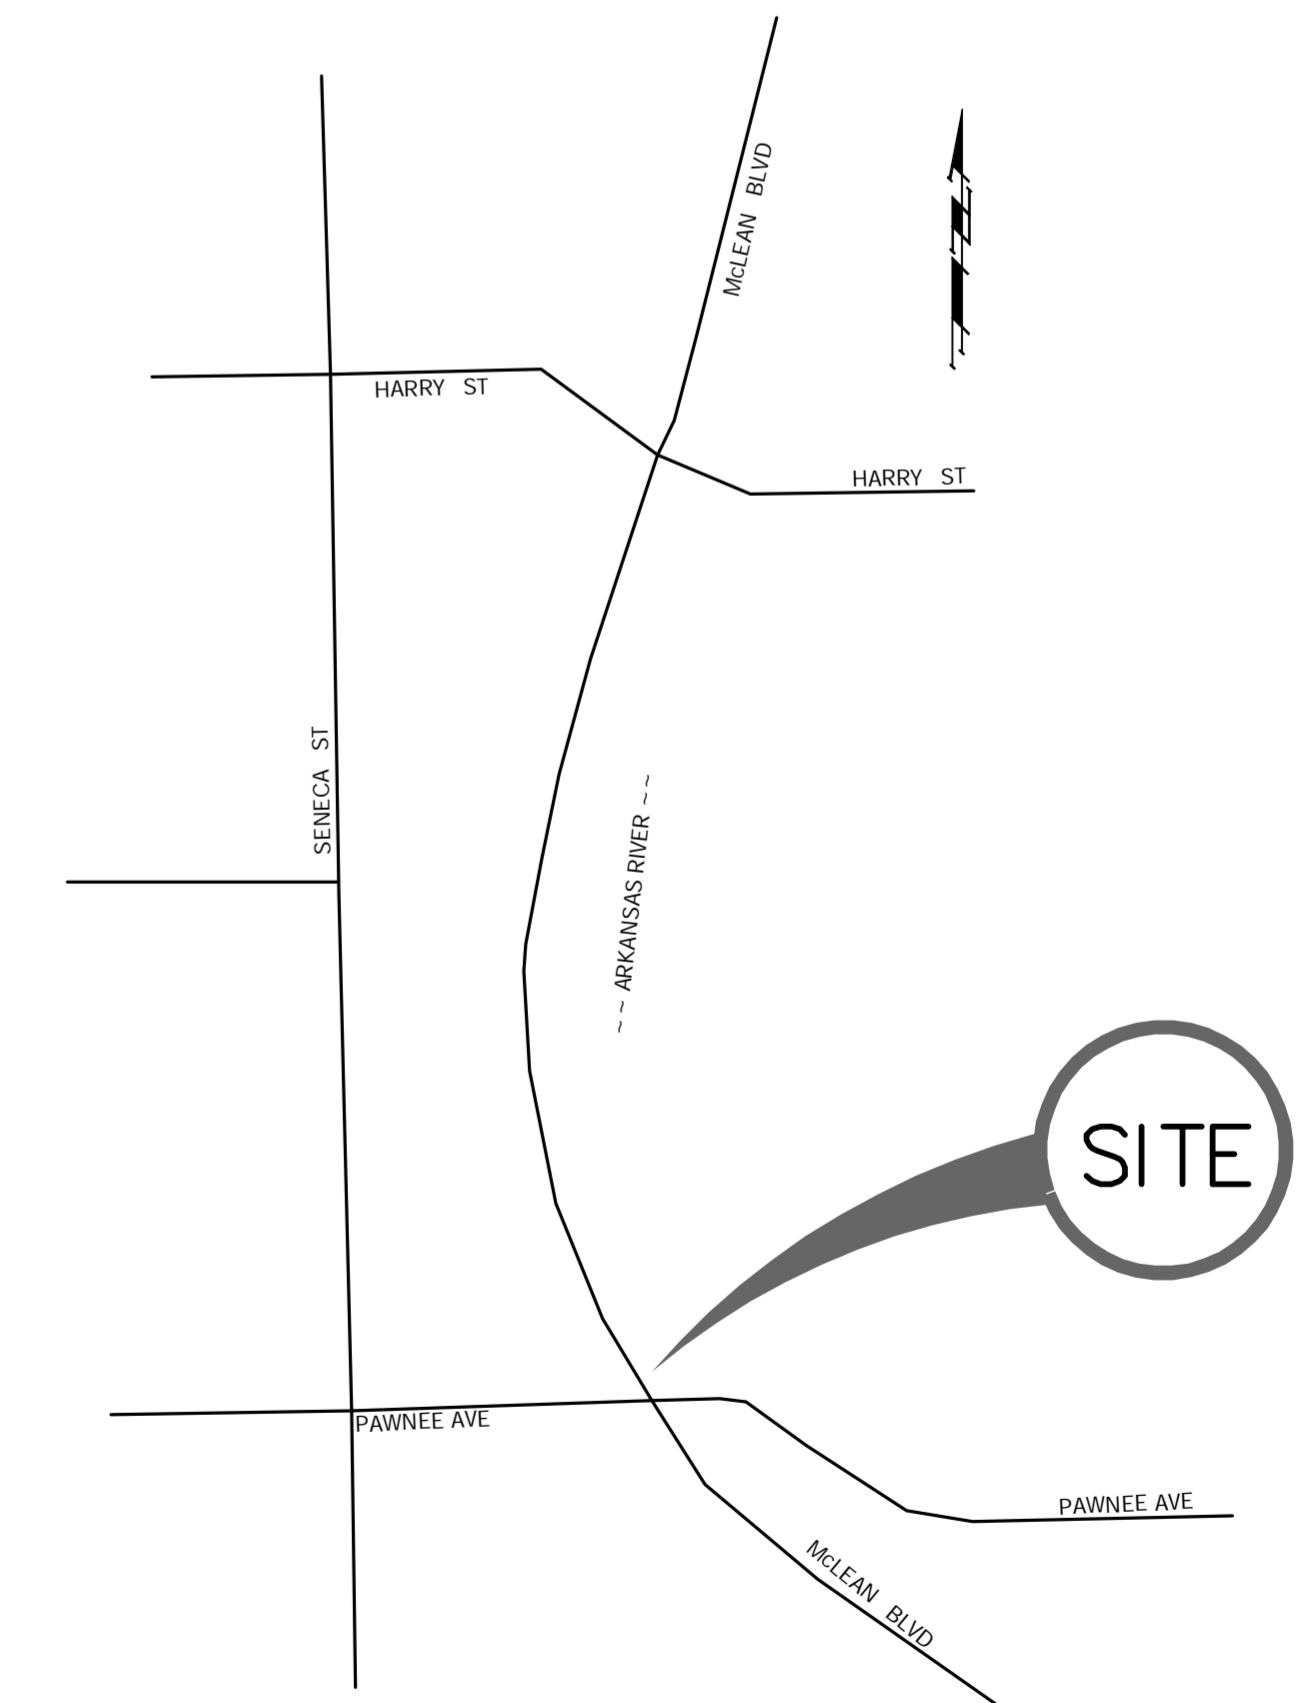 McLEAN BLVD
HARRY ST
HARRY ST
SENECA ST
~ ~ ARKANSAS RIVER ~ ~
SITE
PAWNEE AVE
PAWNEE AVE
McLEAN BLVD